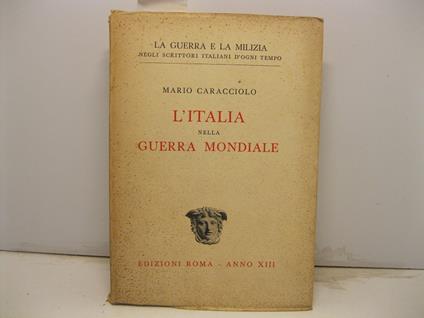 LA GUERRA E LA MILIZIA
NEGLI SCRITTORI ITALIANI D'OGNI TEMPO
MARIO CARACCIOLO
L'ITALIA
NELLA
GUERRA MONDIALE
EDIZIONI ROMA - ANNO XIII